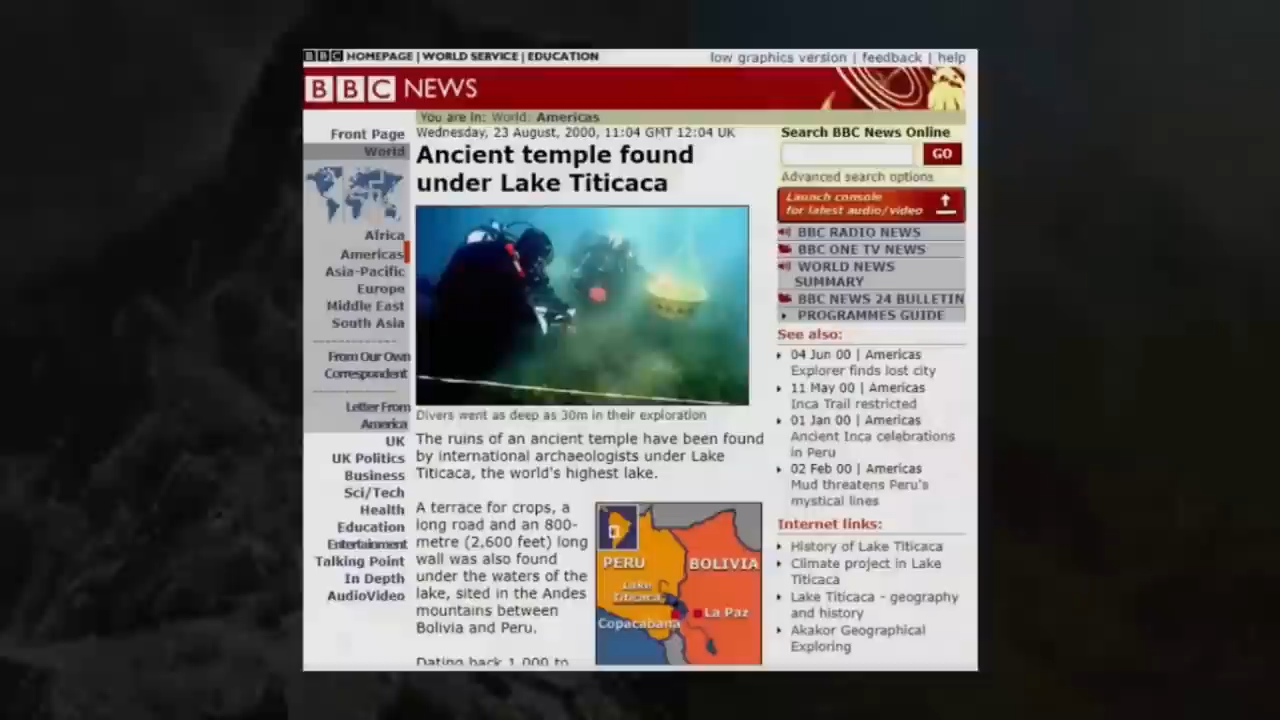 BBC HOMEPAGE | WORLD SERVICE | EDUCATION
low graphics version | feedback | help
BBC NEWS
You are in: World: Americas
Front Page
World
Africa
Americas
Asia-Pacific
Europe
Middle East
South Asia
From Our Own
Correspondent
Letter From
America
UK
UK Politics
Business
Sci/Tech
Health
Education
Entertainment
Talking Point
In Depth
AudioVideo
Wednesday, 23 August, 2000, 11:04 GMT 12:04 UK
Ancient temple found
under Lake Titicaca
Divers went as deep as 30m in their exploration
The ruins of an ancient temple have been found
by international archaeologists under Lake
Titicaca, the world's highest lake.
A terrace for crops, a
long road and an 800-
metre (2,600 feet) long
wall was also found
under the waters of the
lake, sited in the Andes
mountains between
Bolivia and Peru.
Dating back 1,000 to
PERU
BOLIVIA
Lake
Titicaca
La Paz
Copacabana
Search BBC News Online
GO
Advanced search options
Launch console
for latest audio/video
BBC RADIO NEWS
BBC ONE TV NEWS
WORLD NEWS
SUMMARY
BBC NEWS 24 BULLETIN
PROGRAMMES GUIDE
See also:
04 Jun 00 | Americas
Explorer finds lost city
11 May 00 | Americas
Inca Trail restricted
01 Jan 00 | Americas
Ancient Inca celebrations
in Peru
02 Feb 00 | Americas
Mud threatens Peru's
mystical lines
Internet links:
History of Lake Titicaca
Climate project in Lake
Titicaca
Lake Titicaca - geography
and history
Akakor Geographical
Exploring